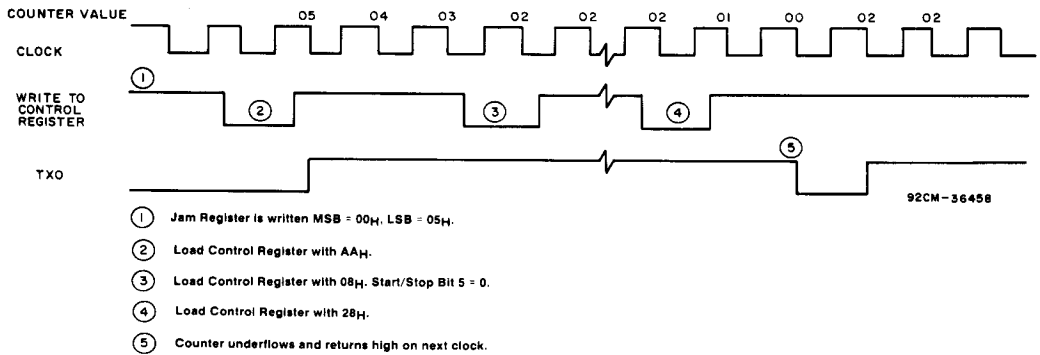 COUNTER VALUE 05 04 03 02 02 02 01 00 02 02
CLOCK
1
WRITE TO
CONTROL
REGISTER
2 3 4
5
TXO
92CM-36458
1 Jam Register is written MSB = 00H, LSB = 05H.
2 Load Control Register with AAH.
3 Load Control Register with 08H. Start/Stop Bit 5 = 0.
4 Load Control Register with 28H.
5 Counter underflows and returns high on next clock.